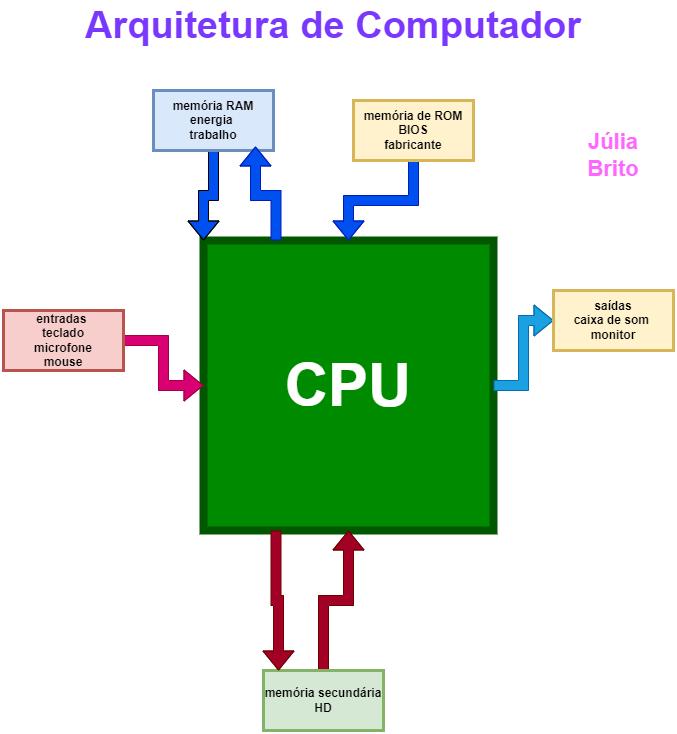 Arquitetura de Computador
memória RAM
energia
trabalho
memória de ROM
BIOS
fabricante
Júlia
Brito
entradas
teclado
microfone
mouse
CPU
saídas
caixa de som
monitor
memória secundária
HD